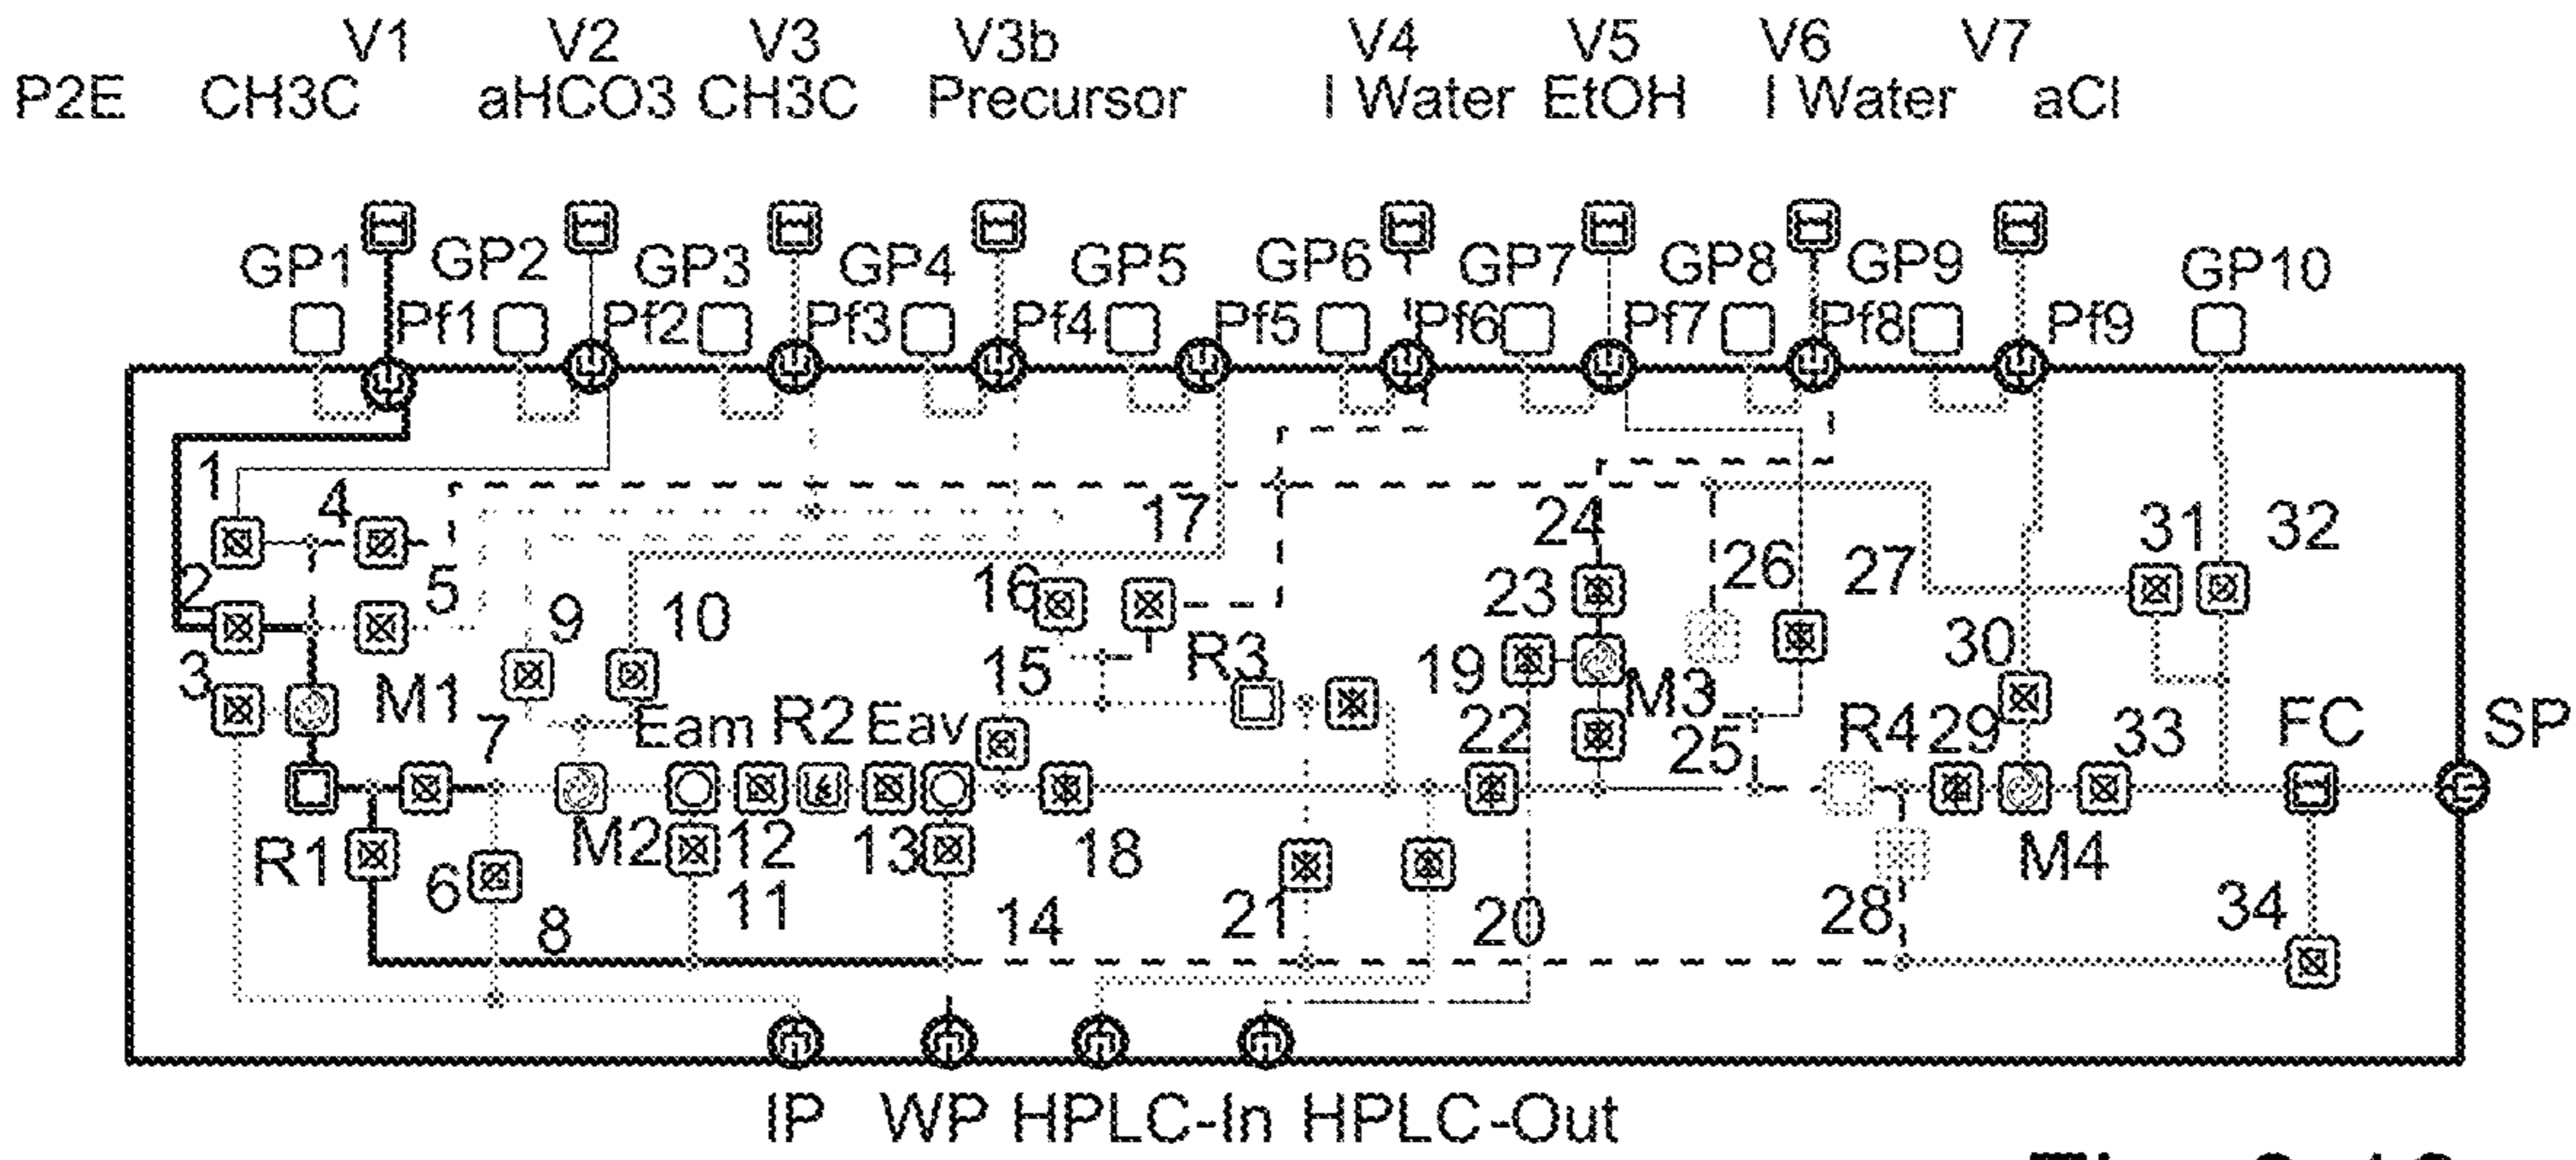 V1 V2 V3 V3b V4 V5 V6 V7
P2E CH3C aHCO3 CH3C Precursor I Water EtOH I Water aCl
GP1 GP2 GP3 GP4 GP5 GP6 GP7 GP8 GP9 GP10
Pf1 Pf2 Pf3 Pf4 Pf5 Pf6 Pf7 Pf8 Pf9
1 4 17 24 31 32
2 5 9 10 16 23 26 27
3 M1 15 R3 19 M3 30
7 Eam R2 Eav 22 25 R4 29 33 FC SP
R1 6 M2 12 13 18 M4
8 11 14 21 20 28 34
IP WP HPLC-In HPLC-Out